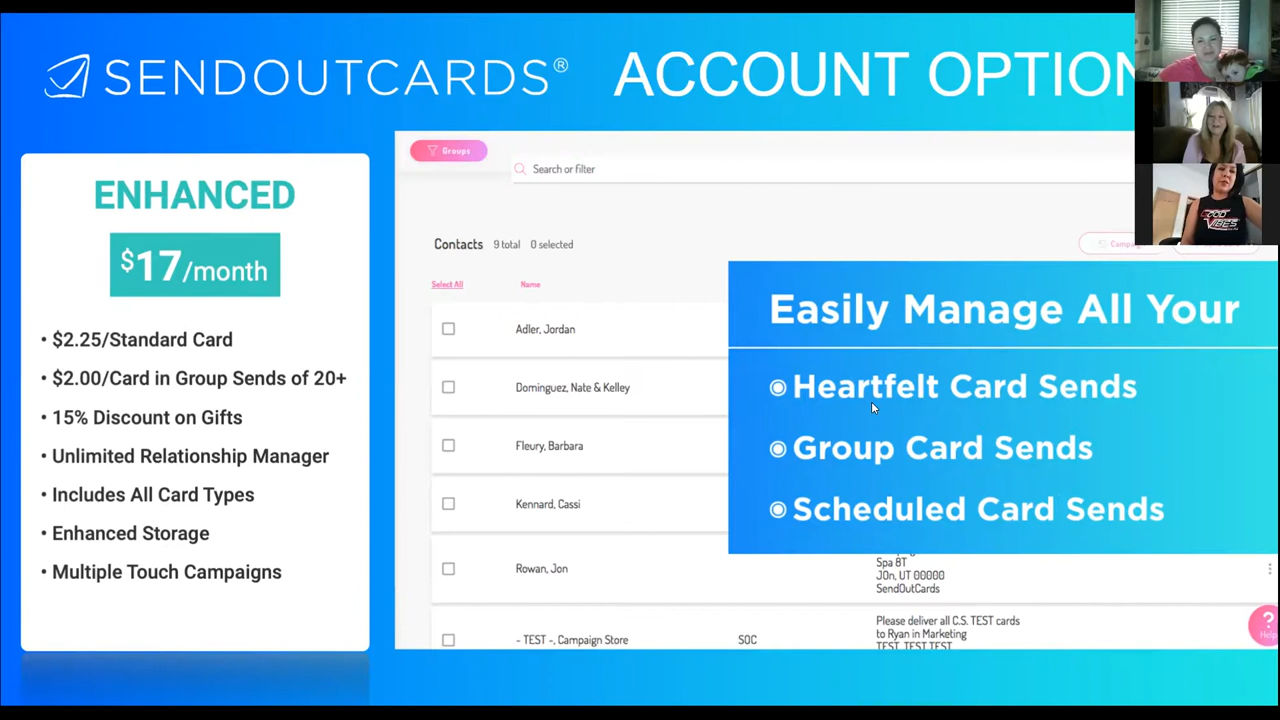 SENDOUTCARDS® ACCOUNT OPTION
ENHANCED
$17/month
• $2.25/Standard Card
• $2.00/Card in Group Sends of 20+
• 15% Discount on Gifts
• Unlimited Relationship Manager
• Includes All Card Types
• Enhanced Storage
• Multiple Touch Campaigns
Groups
Search or filter
Contacts 9 total 0 selected
Select All Name
Adler, Jordan
Dominguez, Nate & Kelley
Fleury, Barbara
Kennard, Cassi
Rowan, Jon
Spa 8T
J0n, UT 00000
SendOutCards
- TEST -, Campaign Store SOC
Please deliver all C.S. TEST cards
to Ryan in Marketing
TEST, TEST, TEST
Easily Manage All Your
Heartfelt Card Sends
Group Card Sends
Scheduled Card Sends
?
Help
GOOD
VIBES